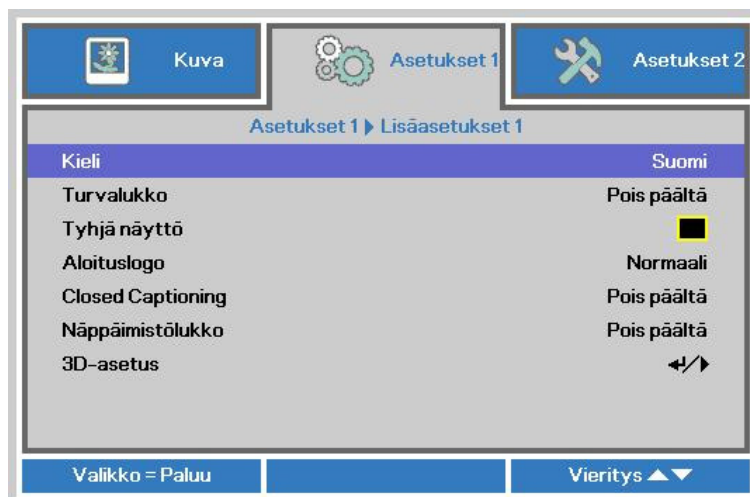 Kuva Asetukset 1 Asetukset 2
Asetukset 1 Lisäasetukset 1
Kieli Suomi
Turvalukko Pois päältä
Tyhjä näyttö
Aloituslogo Normaali
Closed Captioning Pois päältä
Näppäimistölukko Pois päältä
3D-asetus
Valikko = Paluu Vieritys